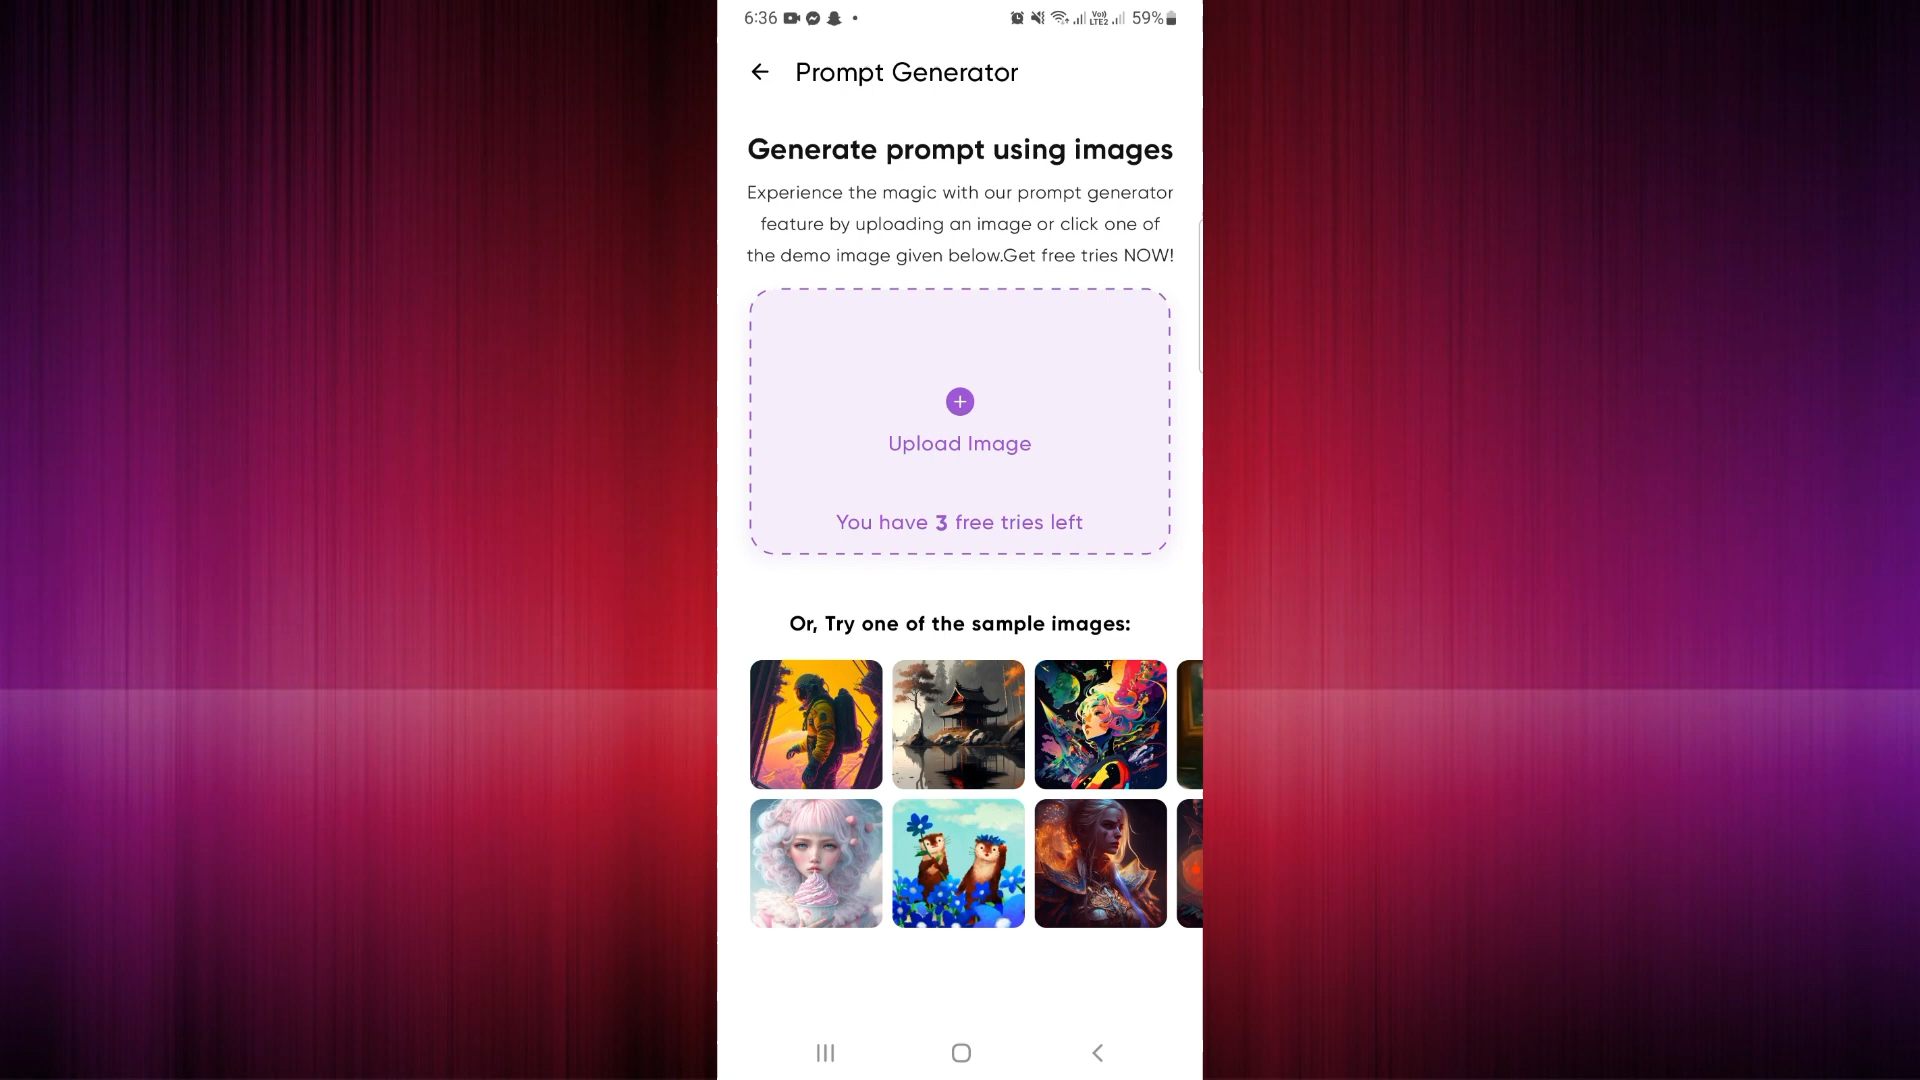 6:36
Vo))
LTE2
59%
Prompt Generator
Generate prompt using images
Experience the magic with our prompt generator
feature by uploading an image or click one of
the demo image given below.Get free tries NOW!
Upload Image
You have 3 free tries left
Or, Try one of the sample images: